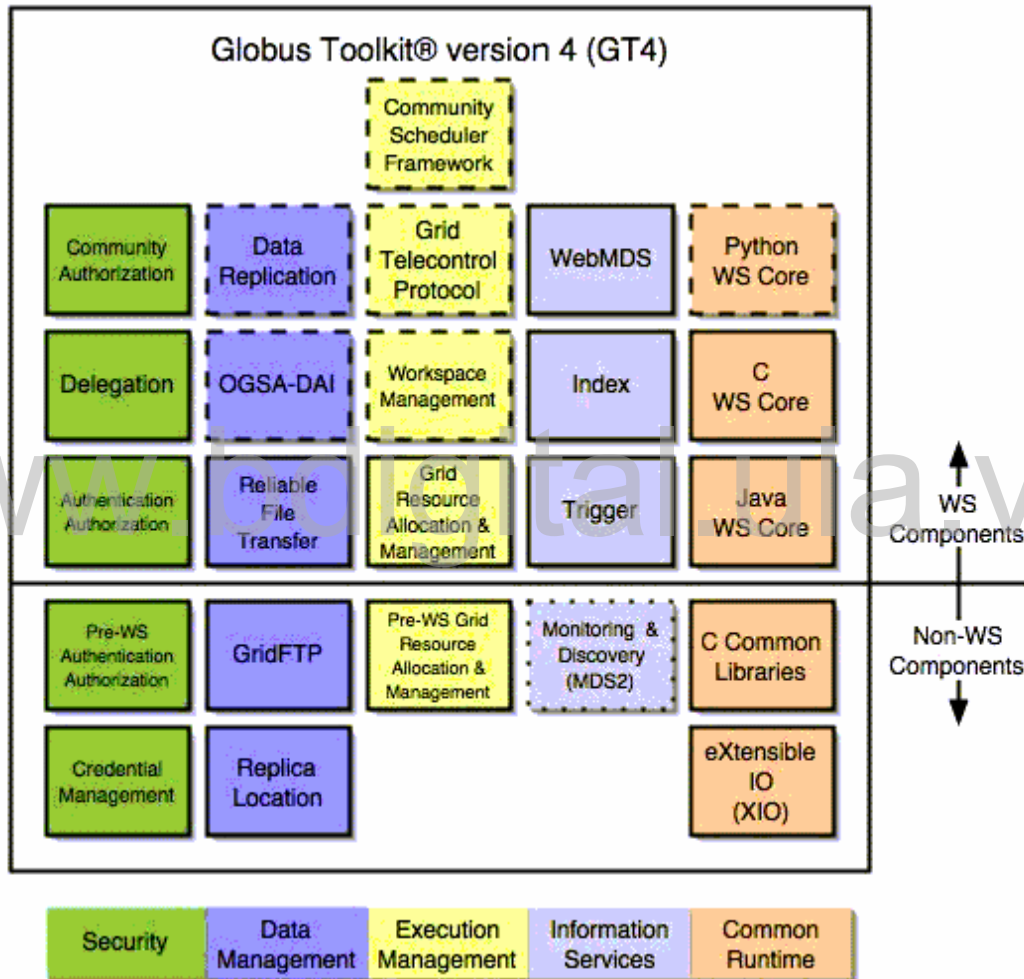 Globus Toolkit® version 4 (GT4)
Community
Scheduler
Framework
Community
Authorization
Data
Replication
Grid
Telecontrol
Protocol
WebMDS
Python
WS Core
Delegation
OGSA-DAI
Workspace
Management
Index
C
WS Core
Authentication
Authorization
Reliable
File
Transfer
Grid
Resource
Allocation &
Management
Trigger
Java
WS Core
WS
Components
Pre-WS
Authentication
Authorization
GridFTP
Pre-WS Grid
Resource
Allocation &
Management
Monitoring &
Discovery
(MDS2)
C Common
Libraries
Non-WS
Components
Credential
Management
Replica
Location
eXtensible
IO
(XIO)
Security
Data
Management
Execution
Management
Information
Services
Common
Runtime